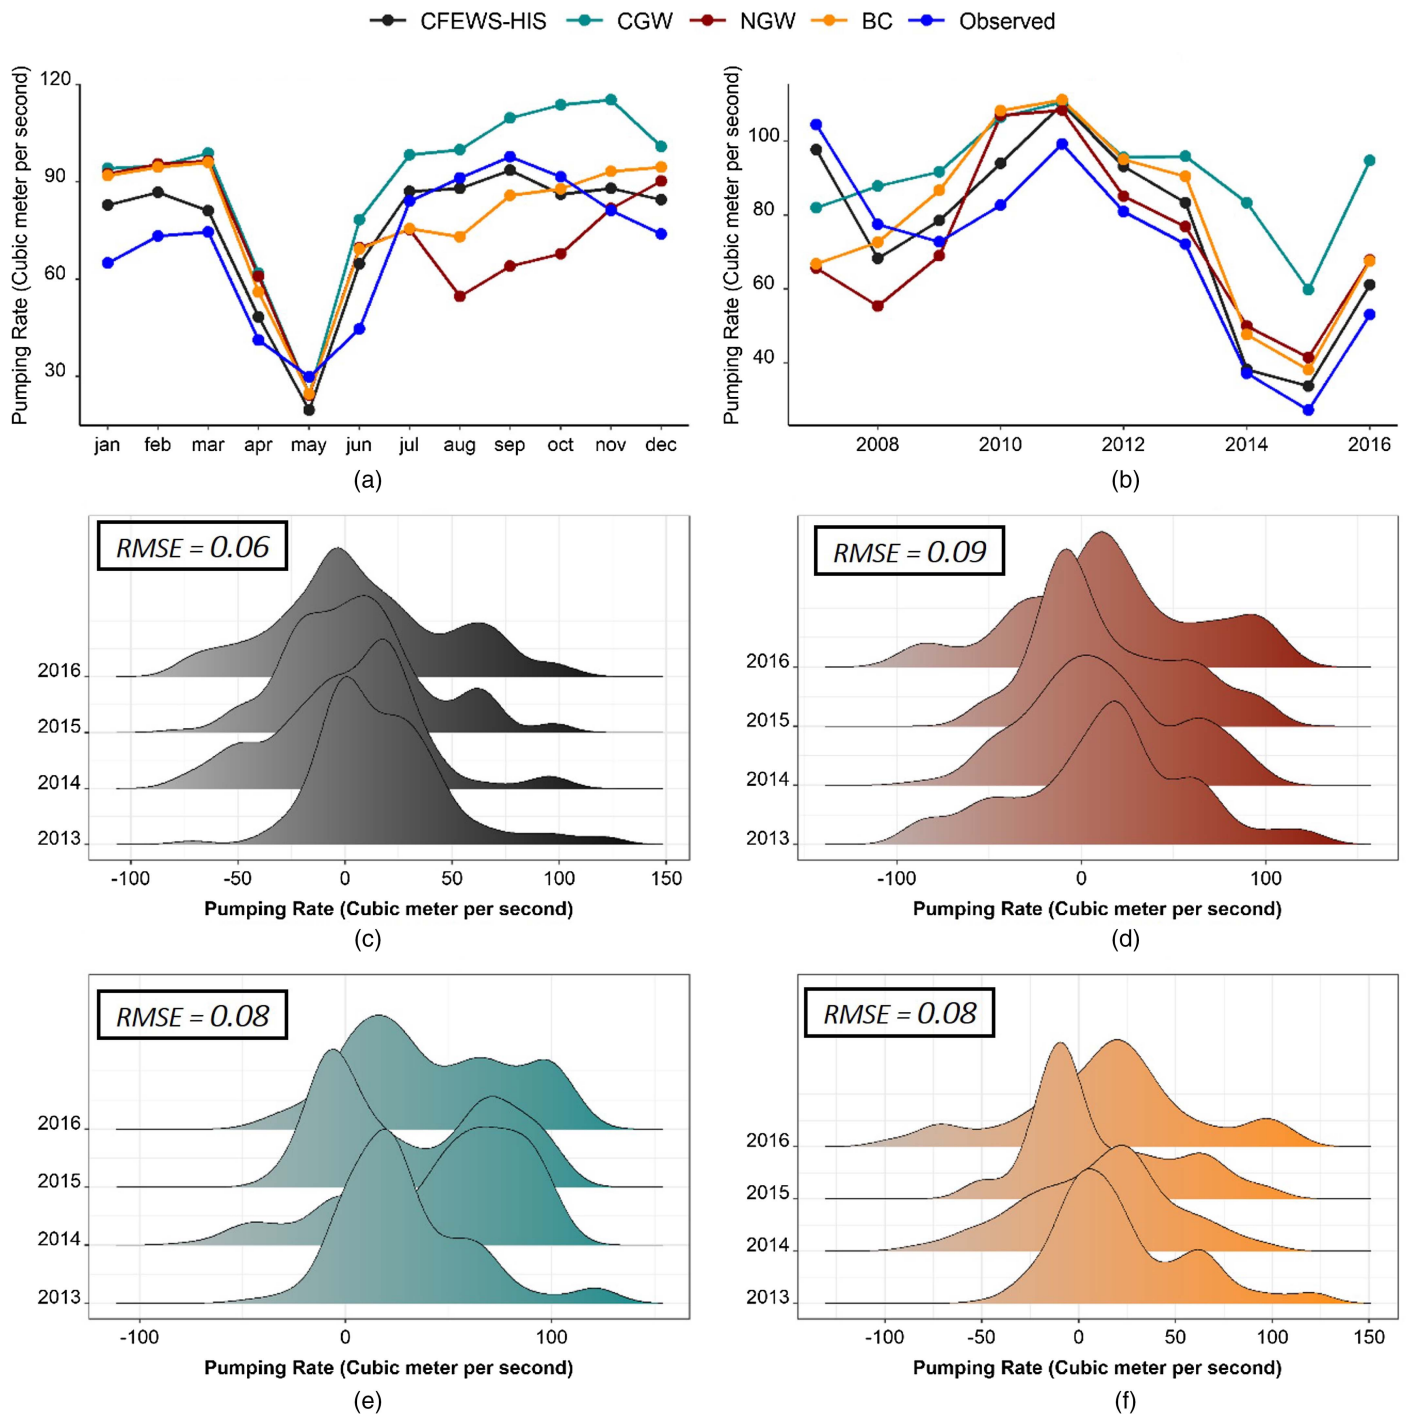 CFEWS-HIS CGW NGW BC Observed
Pumping Rate (Cubic meter per second)
120
90
60
30
jan feb mar apr may jun jul aug sep oct nov dec
(a)
Pumping Rate (Cubic meter per second)
100
80
60
40
2008 2010 2012 2014 2016
(b)
RMSE = 0.06
2016
2015
2014
2013
-100 -50 0 50 100 150
Pumping Rate (Cubic meter per second)
(c)
RMSE = 0.09
2016
2015
2014
2013
-100 0 100
Pumping Rate (Cubic meter per second)
(d)
RMSE = 0.08
2016
2015
2014
2013
-100 0 100
Pumping Rate (Cubic meter per second)
(e)
RMSE = 0.08
2016
2015
2014
2013
-100 -50 0 50 100 150
Pumping Rate (Cubic meter per second)
(f)